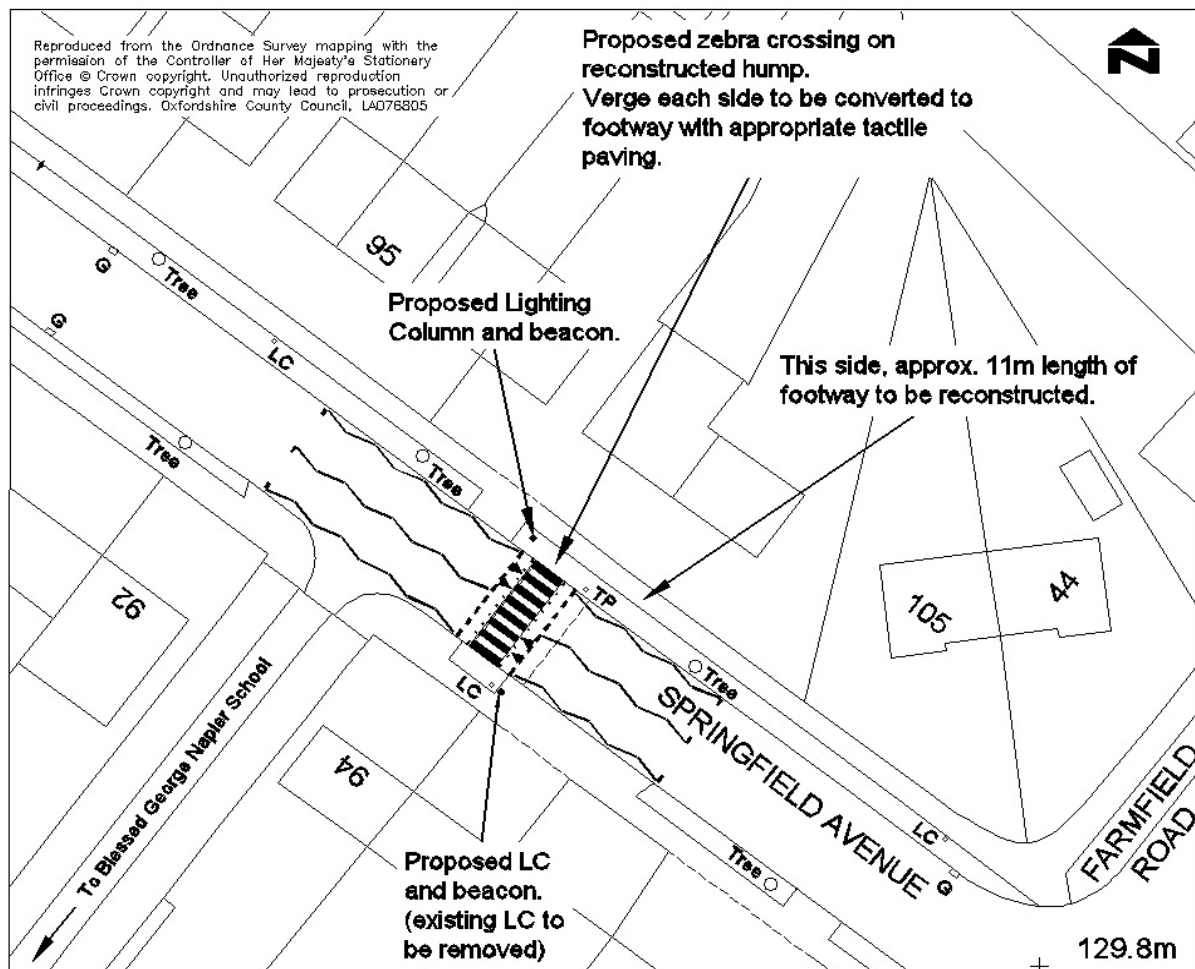 Reproduced from the Ordnance Survey mapping with the
permission of the Controller of Her Majesty's Stationery
Office © Crown copyright. Unauthorized reproduction
infringes Crown copyright and may lead to prosecution or
civil proceedings. Oxfordshire County Council, LA076805
Proposed zebra crossing on
reconstructed hump.
Verge each side to be converted to
footway with appropriate tactile
paving.
N
95
G
Tree
G
Proposed Lighting
Column and beacon.
LC
This side, approx. 11m length of
footway to be reconstructed.
Tree
Tree
TP
105
44
92
LC
Tree
SPRINGFIELD AVENUE
94
To Blessed George Napier School
LC
G
FARMFIELD
ROAD
Tree
Proposed LC
and beacon.
(existing LC to
be removed)
129.8m